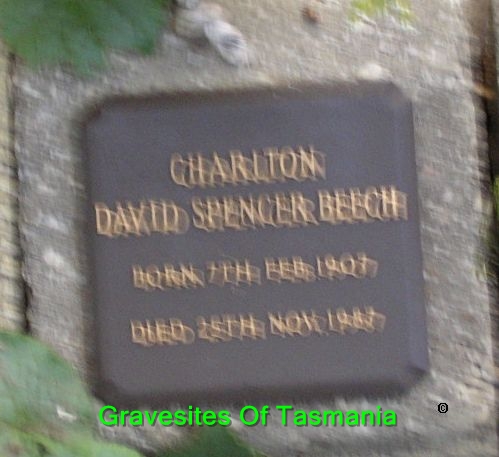 CHARLTON
DAVID SPENCER BEECH
BORN 7TH FEB 1907
DIED 25TH NOV 1987
Gravesites Of Tasmania ©